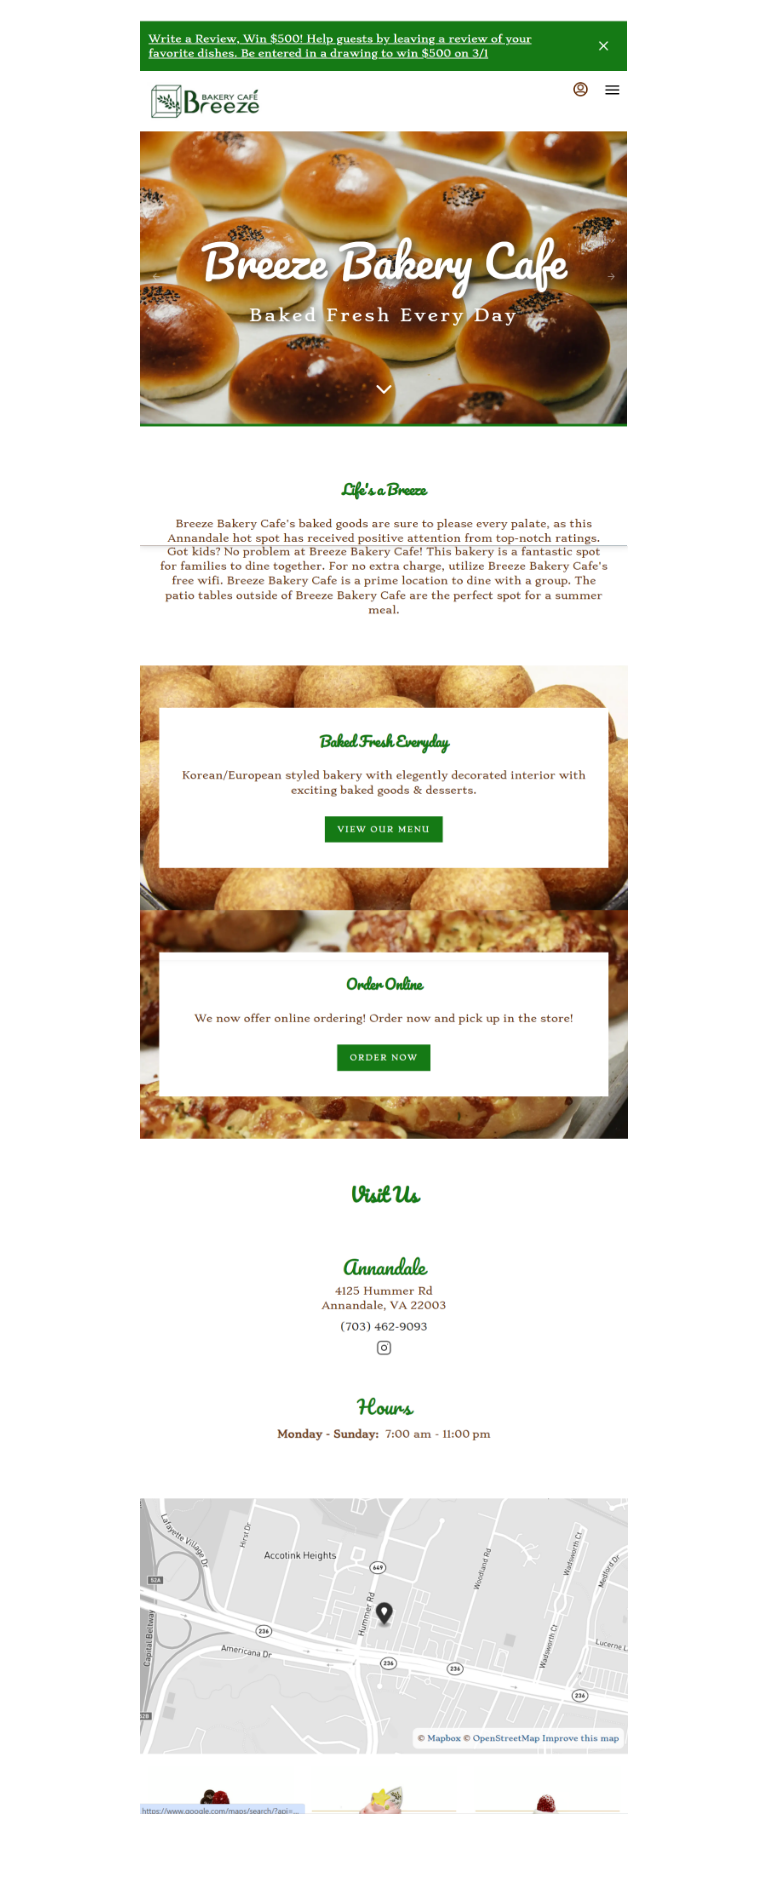 Write a Review, Win $500! Help guests by leaving a review of your
favorite dishes. Be entered in a drawing to win $500 on 3/1
BAKERY CAFÉ
Breeze
Breeze Bakery Cafe
Baked Fresh Every Day
Life's a Breeze
Breeze Bakery Cafe's baked goods are sure to please every palate, as this
Annandale hot spot has received positive attention from top-notch ratings.
Got kids? No problem at Breeze Bakery Cafe! This bakery is a fantastic spot
for families to dine together. For no extra charge, utilize Breeze Bakery Cafe's
free wifi. Breeze Bakery Cafe is a prime location to dine with a group. The
patio tables outside of Breeze Bakery Cafe are the perfect spot for a summer
meal.
Baked Fresh Everyday
Korean/European styled bakery with elegently decorated interior with
exciting baked goods & desserts.
VIEW OUR MENU
Order Online
We now offer online ordering! Order now and pick up in the store!
ORDER NOW
Visit Us
Annandale
4125 Hummer Rd
Annandale, VA 22003
(703) 462-9093
Hours
Monday - Sunday: 7:00 am - 11:00 pm
Lafayette Village Dr
Hirst Dr
Accotink Heights
649
Woodland Rd
Wadsworth Ct
Medford Dr
52A
Hummer Rd
Capital Beltway
236
Americana Dr
236
236
Wadsworth Ct
Lucerne L
236
52B
© Mapbox © OpenStreetMap Improve this map
https://www.google.com/maps/search/?api=...